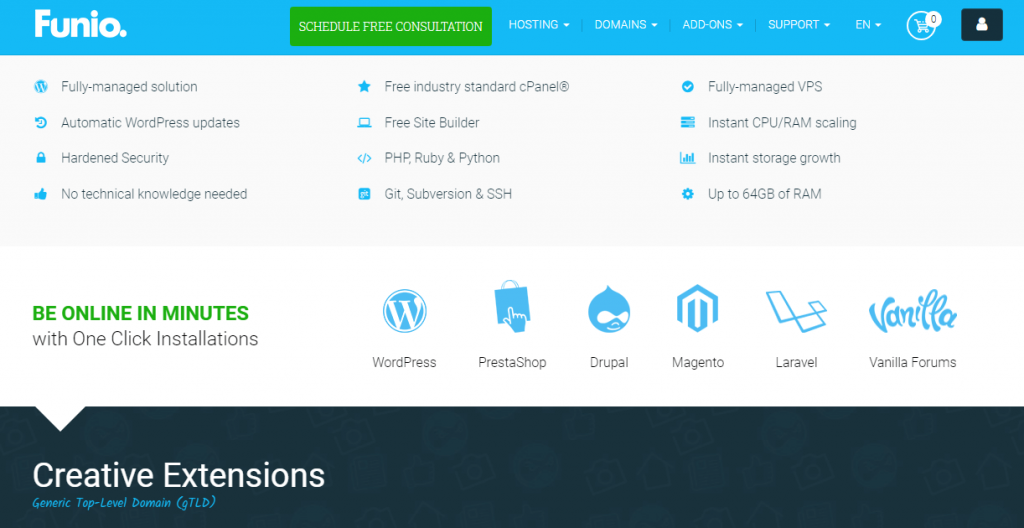 Funio.
SCHEDULE FREE CONSULTATION
HOSTING
DOMAINS
ADD-ONS
SUPPORT
EN
0
Fully-managed solution
Automatic WordPress updates
Hardened Security
No technical knowledge needed
Free industry standard cPanel®
Free Site Builder
PHP, Ruby & Python
Git, Subversion & SSH
Fully-managed VPS
Instant CPU/RAM scaling
Instant storage growth
Up to 64GB of RAM
BE ONLINE IN MINUTES
with One Click Installations
WordPress
PrestaShop
Drupal
Magento
Laravel
Vanilla
Vanilla Forums
Creative Extensions
Generic Top-Level Domain (gTLD)